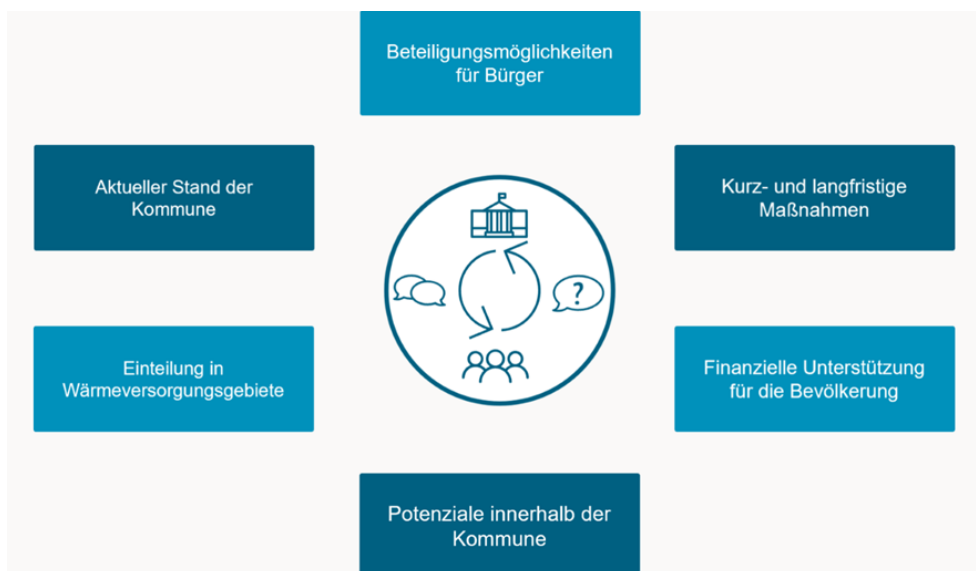 Beteiligungsmöglichkeiten
für Bürger
Aktueller Stand der
Kommune
Kurz- und langfristige
Maßnahmen
?
Einteilung in
Wärmeversorgungsgebiete
Finanzielle Unterstützung
für die Bevölkerung
Potenziale innerhalb der
Kommune